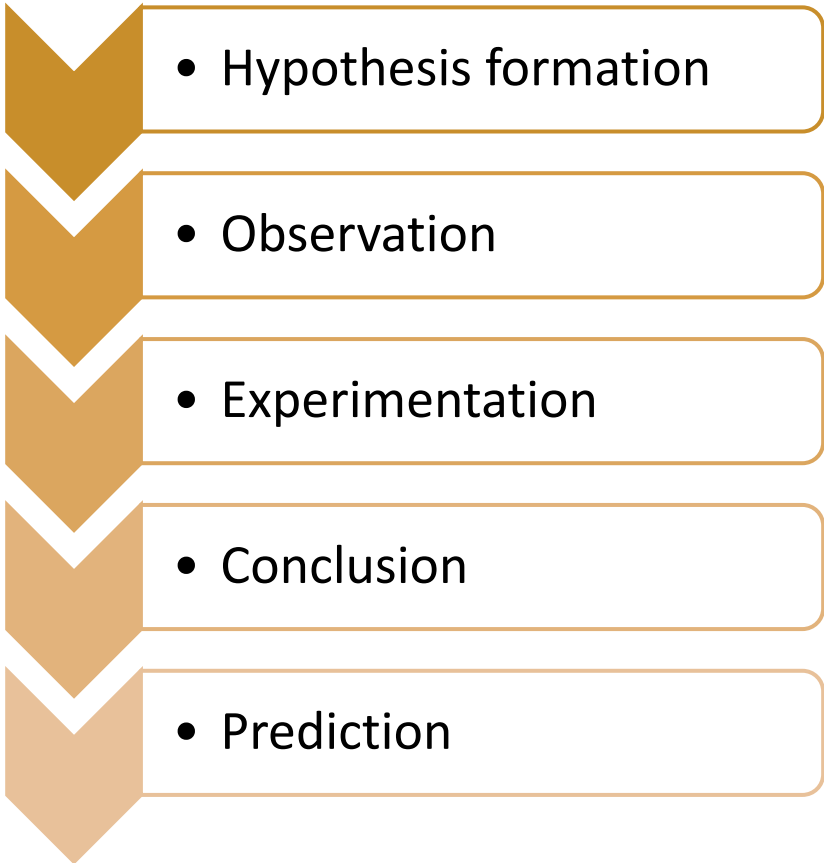 • Hypothesis formation
• Observation
• Experimentation
• Conclusion
• Prediction